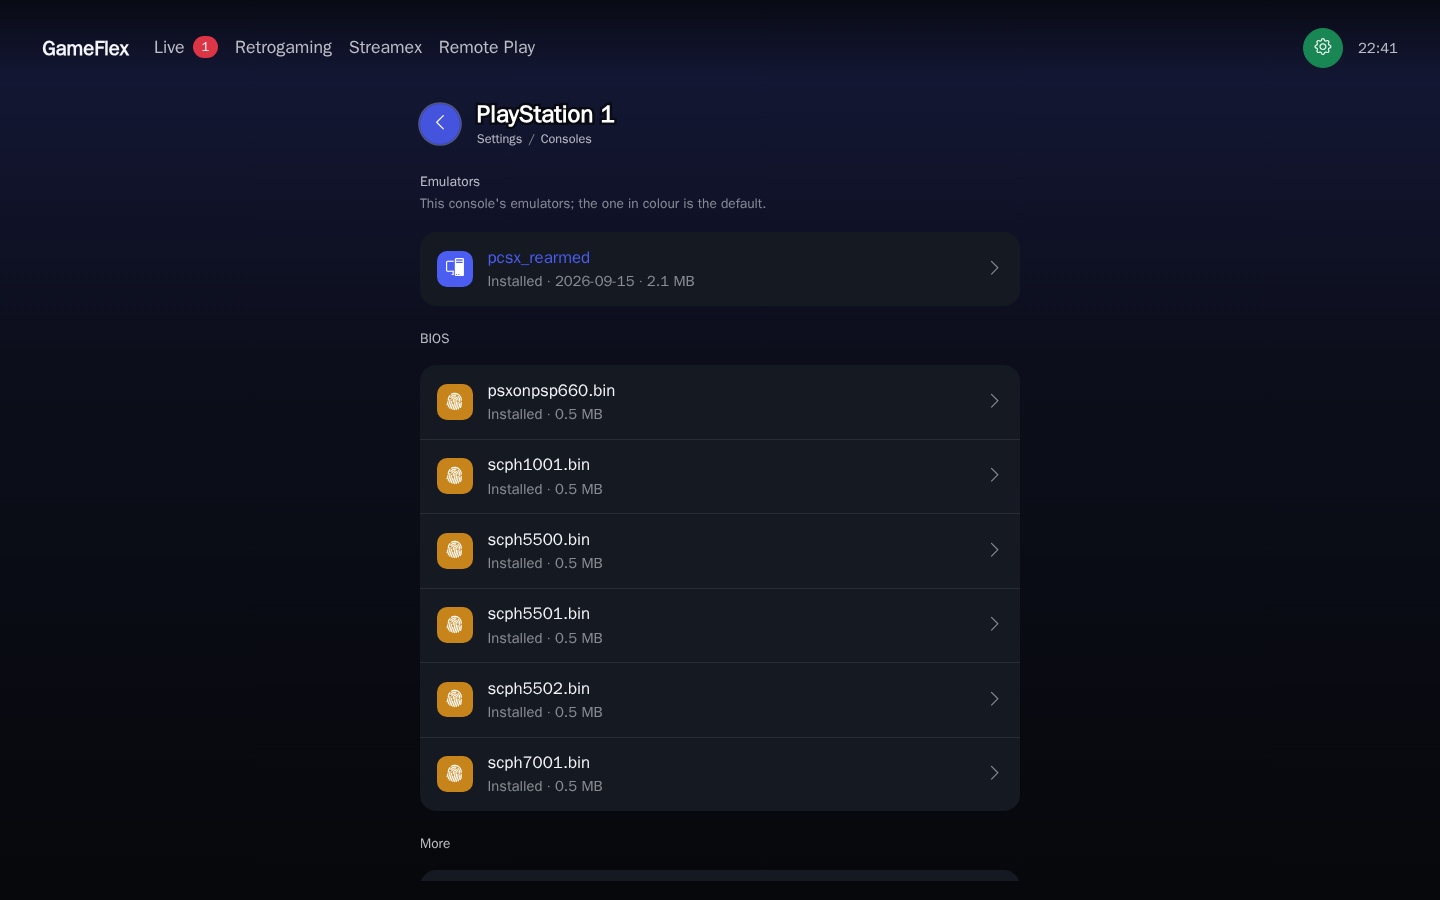 GameFlex Live 1 Retrogaming Streamex Remote Play 22:41
PlayStation 1
Settings / Consoles
Emulators
This console's emulators; the one in colour is the default.
pcsx_rearmed
Installed · 2026-09-15 · 2.1 MB
BIOS
psxonpsp660.bin
Installed · 0.5 MB
scph1001.bin
Installed · 0.5 MB
scph5500.bin
Installed · 0.5 MB
scph5501.bin
Installed · 0.5 MB
scph5502.bin
Installed · 0.5 MB
scph7001.bin
Installed · 0.5 MB
More